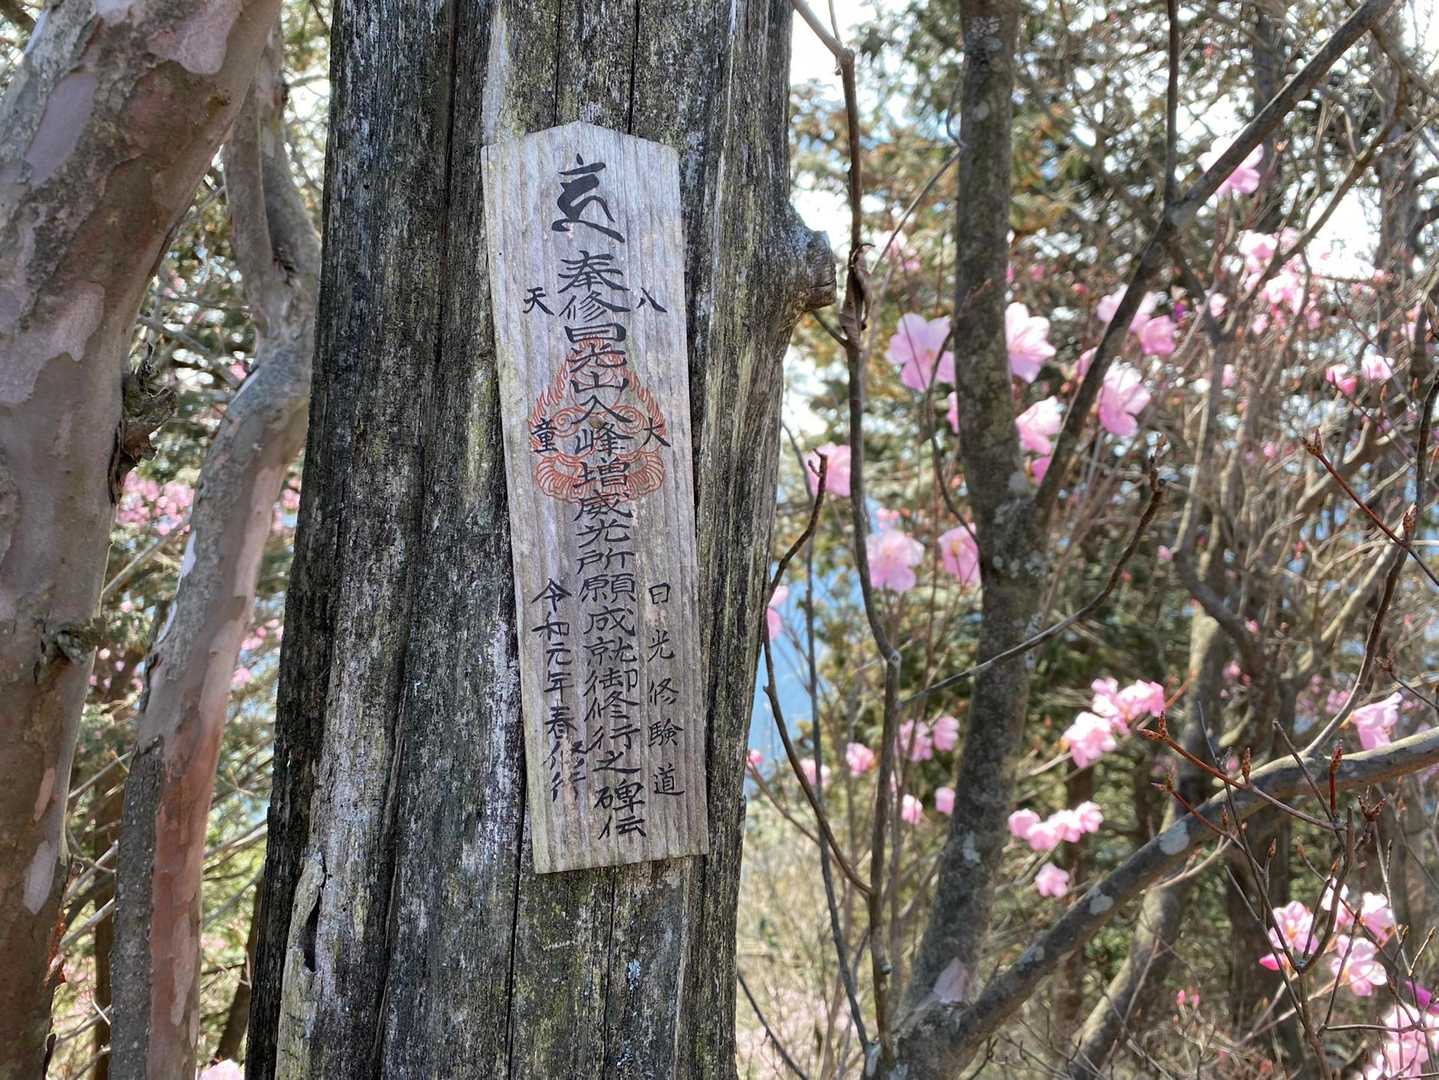 奉修日光山入峰増威光所願成就御修行之碑伝
八天
大童
日光修験道
令和元年春修行